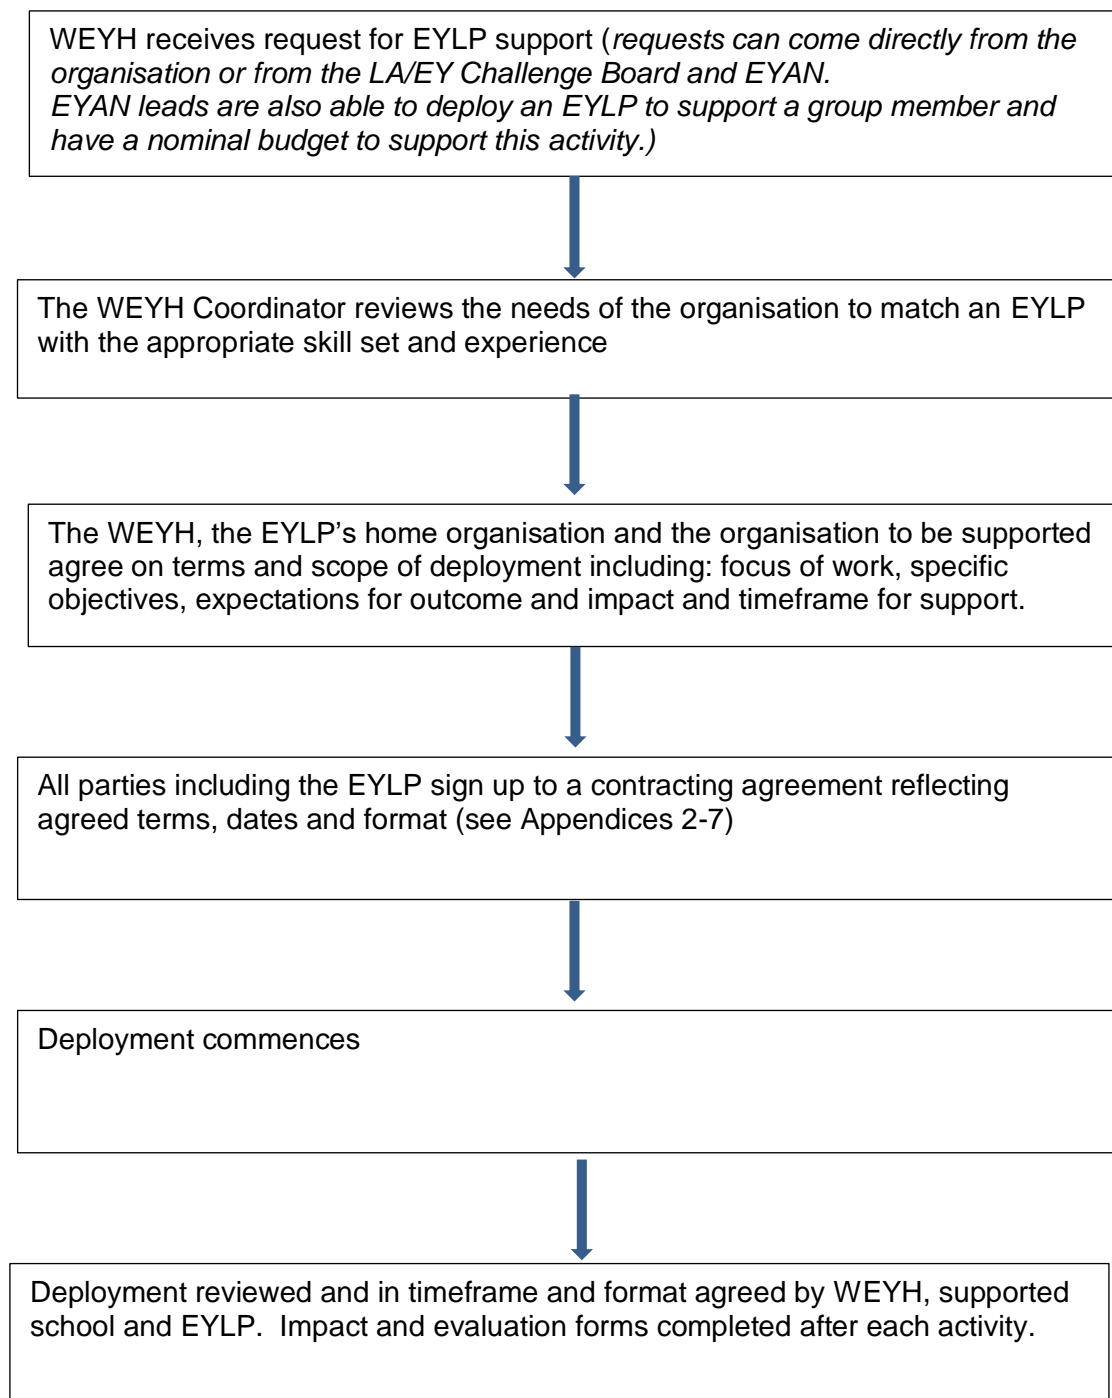 WEYH receives request for EYLP support (requests can come directly from the
organisation or from the LA/EY Challenge Board and EYAN.
EYAN leads are also able to deploy an EYLP to support a group member and
have a nominal budget to support this activity.)
The WEYH Coordinator reviews the needs of the organisation to match an EYLP
with the appropriate skill set and experience
The WEYH, the EYLP’s home organisation and the organisation to be supported
agree on terms and scope of deployment including: focus of work, specific
objectives, expectations for outcome and impact and timeframe for support.
All parties including the EYLP sign up to a contracting agreement reflecting
agreed terms, dates and format (see Appendices 2-7)
Deployment commences
Deployment reviewed and in timeframe and format agreed by WEYH, supported
school and EYLP.  Impact and evaluation forms completed after each activity.